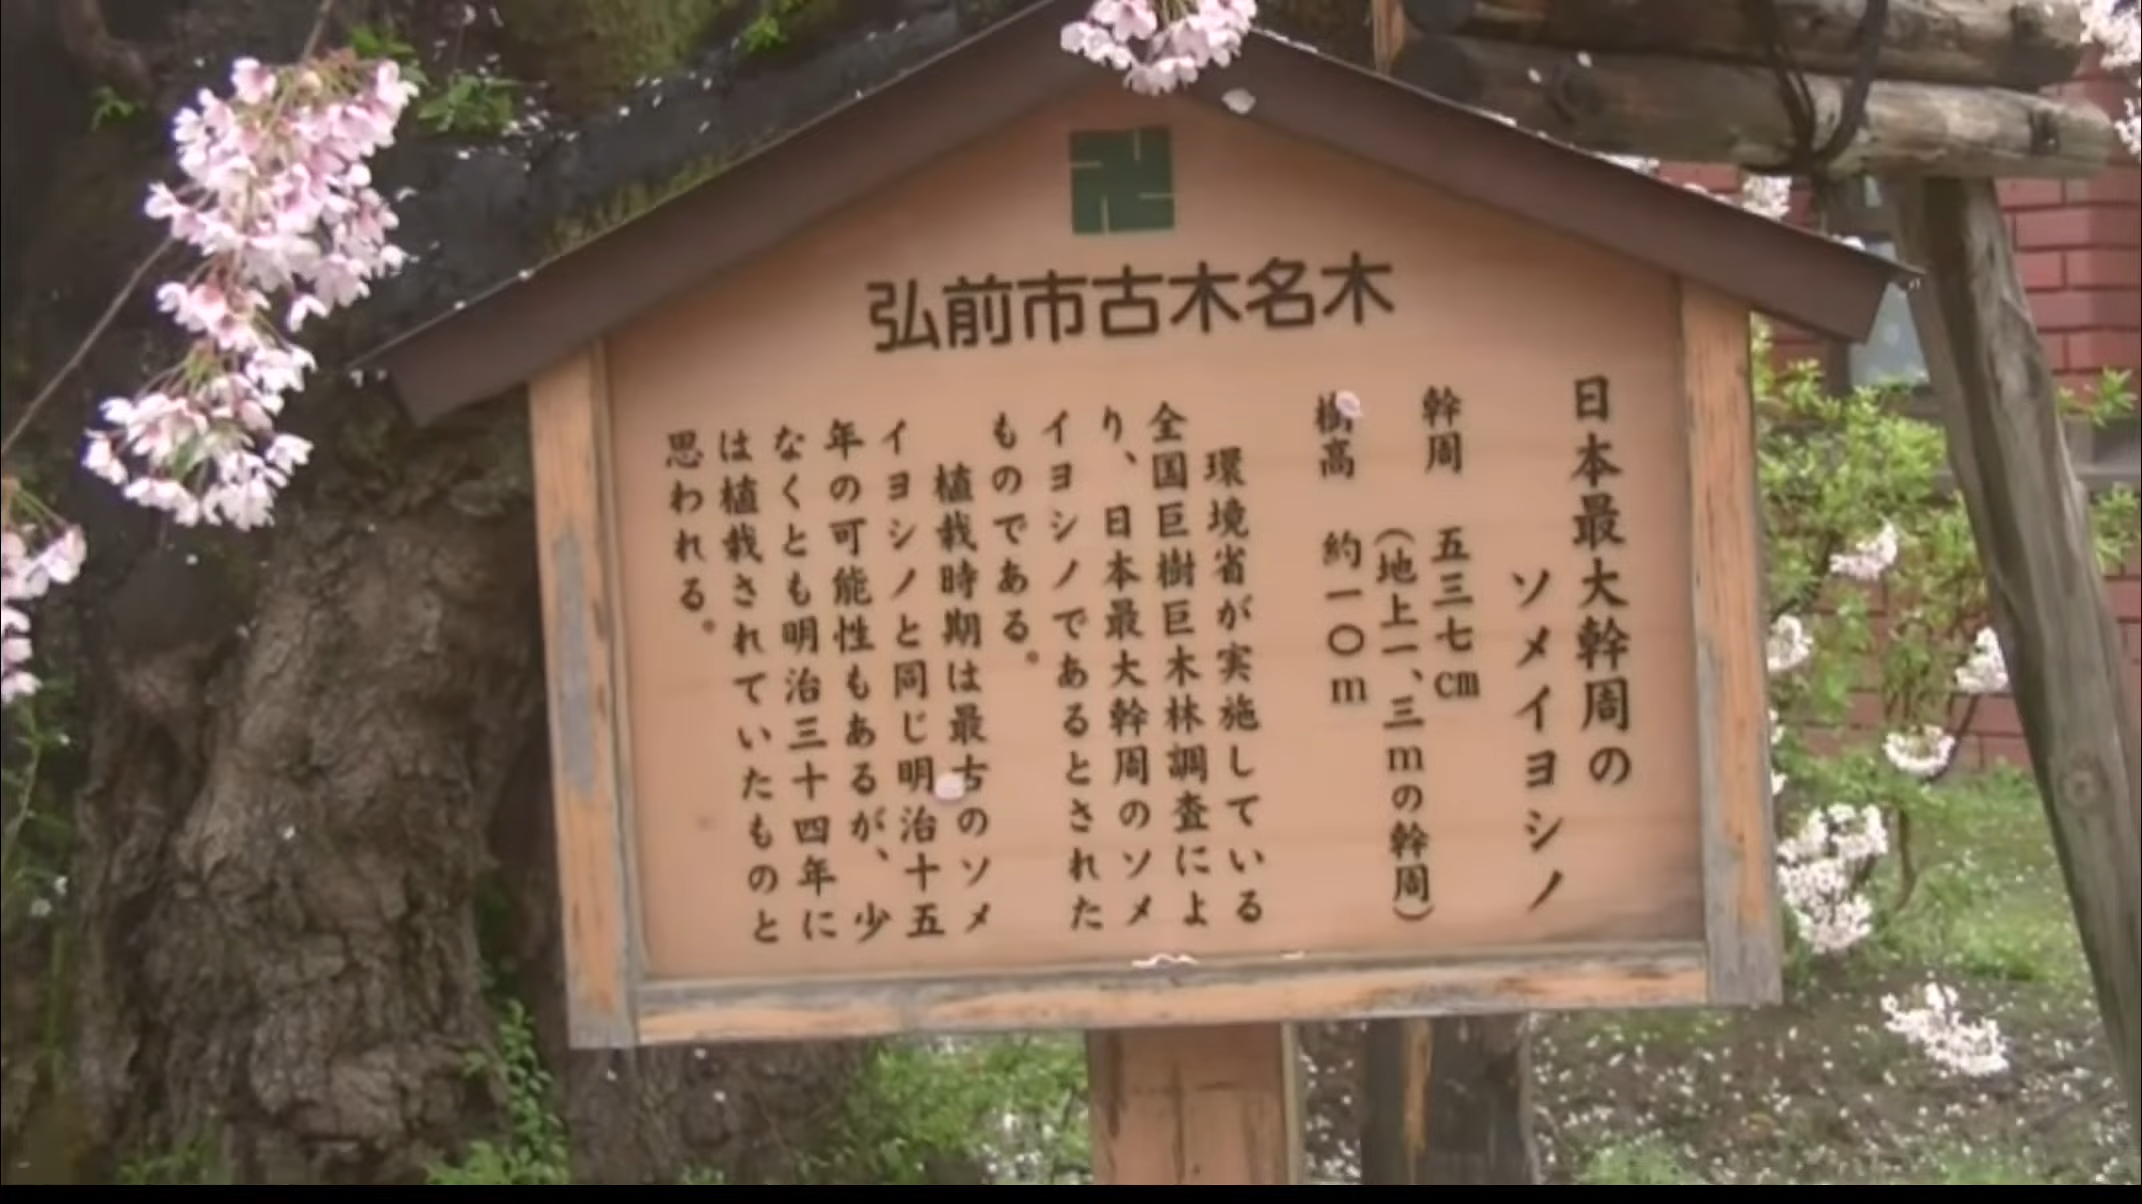 弘前市古木名木
日本最大幹周の
ソメイヨシノ
幹周 五三七cm
(地上一、三mの幹周)
樹高 約一〇m
環境省が実施している
全国巨樹巨木林調査によ
り、日本最大幹周のソメ
イヨシノであるとされた
ものである。
植栽時期は最古のソメ
イヨシノと同じ明治十五
年の可能性もあるが、少
なくとも明治三十四年に
は植栽されていたものと
思われる。